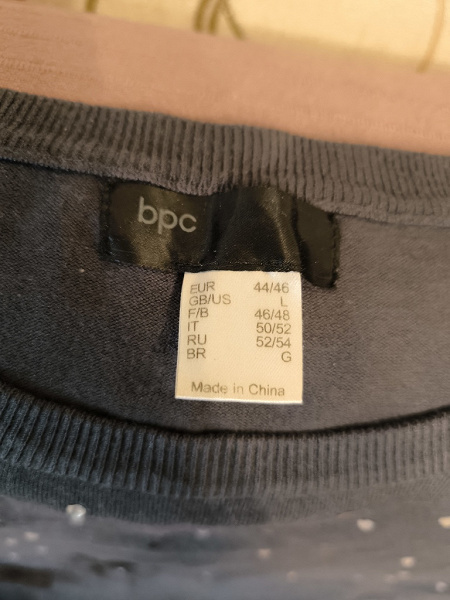 bpc
EUR 44/46
GB/US L
F/B 46/48
IT 50/52
RU 52/54
BR G
Made in China